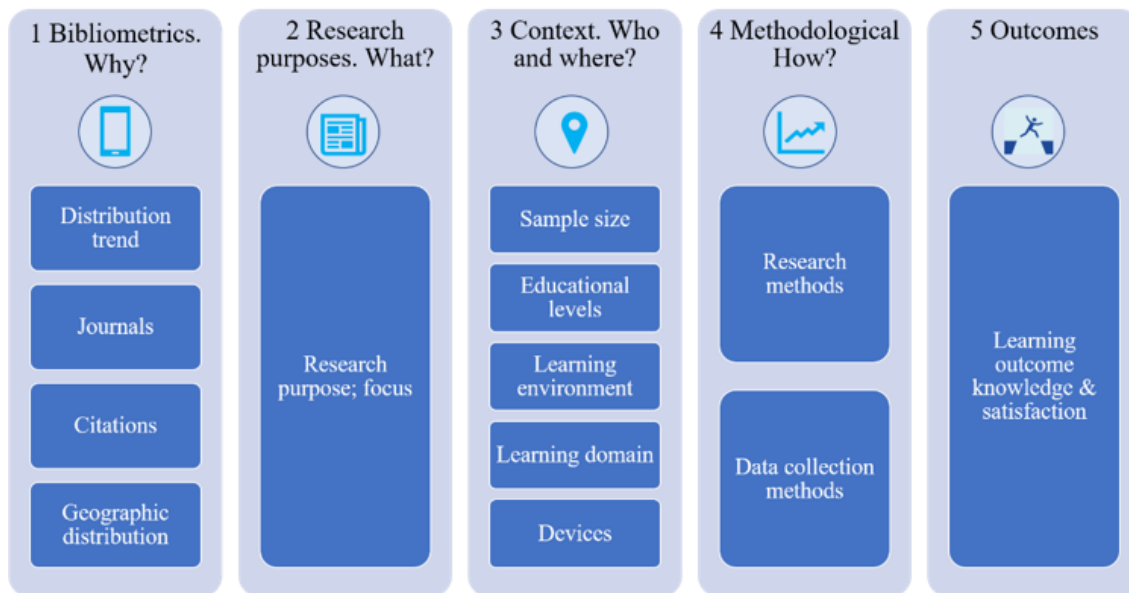 1 Bibliometrics.
Why?
Distribution
trend
Journals
Citations
Geographic
distribution
2 Research
purposes. What?
Research
purpose; focus
3 Context. Who
and where?
Sample size
Educational
levels
Learning
environment
Learning domain
Devices
4 Methodological
How?
Research
methods
Data collection
methods
5 Outcomes
Learning
outcome
knowledge &
satisfaction